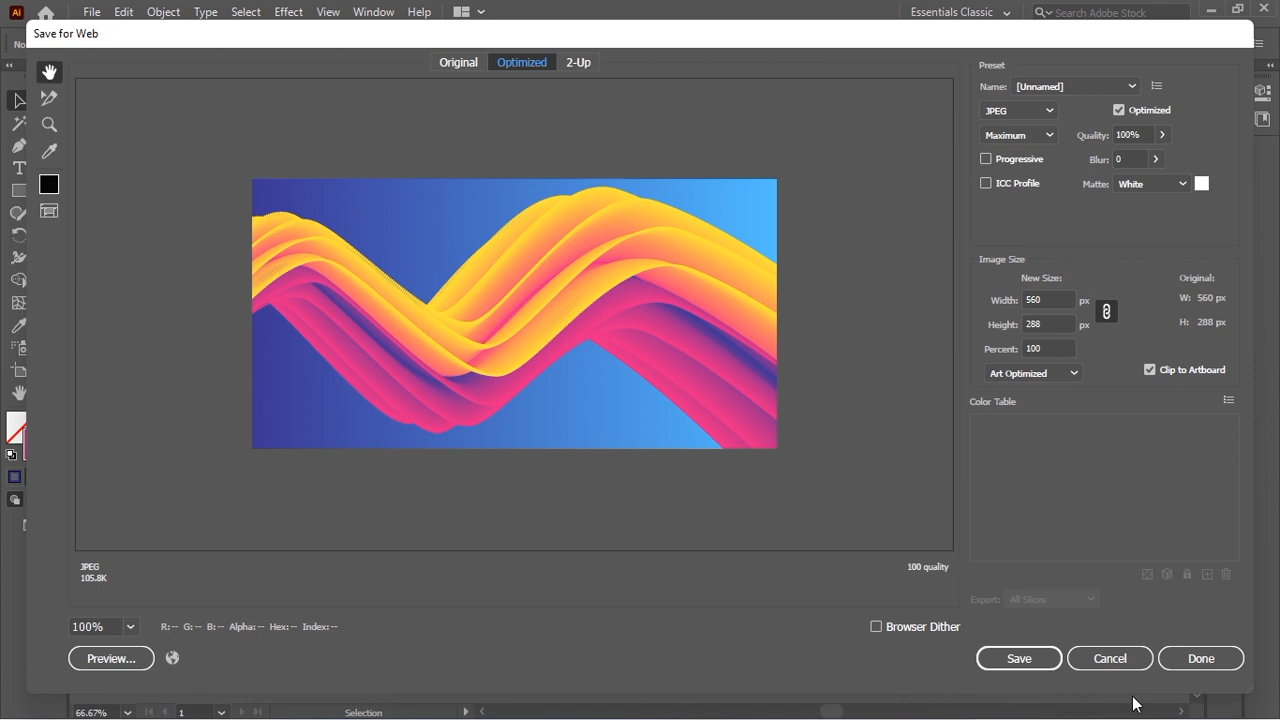 Ai File Edit Object Type Select Effect View Window Help Essentials Classic Search Adobe Stock
Save for Web
No
Original Optimized 2-Up
Preset
Name: [Unnamed]
JPEG Optimized
Maximum Quality: 100%
Progressive Blur: 0
ICC Profile Matte: White
Image Size
New Size: Original:
Width: 560 px W: 560 px
Height: 288 px H: 288 px
Percent: 100
Art Optimized Clip to Artboard
Color Table
JPEG 100 quality
105.8K
Export: All Slices
100% R: -- G: -- B: -- Alpha: -- Hex: -- Index: -- Browser Dither
Preview... Save Cancel Done
66.67% 1 Selection